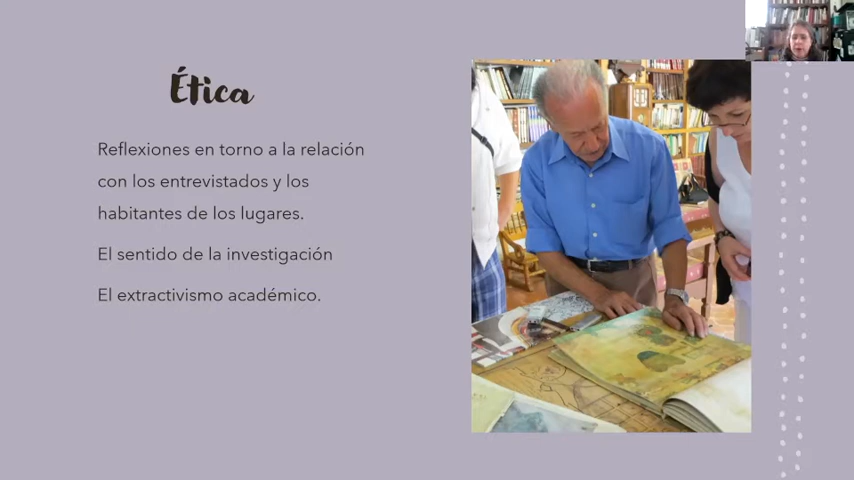 Ética
Reflexiones en torno a la relación
con los entrevistados y los
habitantes de los lugares.
El sentido de la investigación
El extractivismo académico.